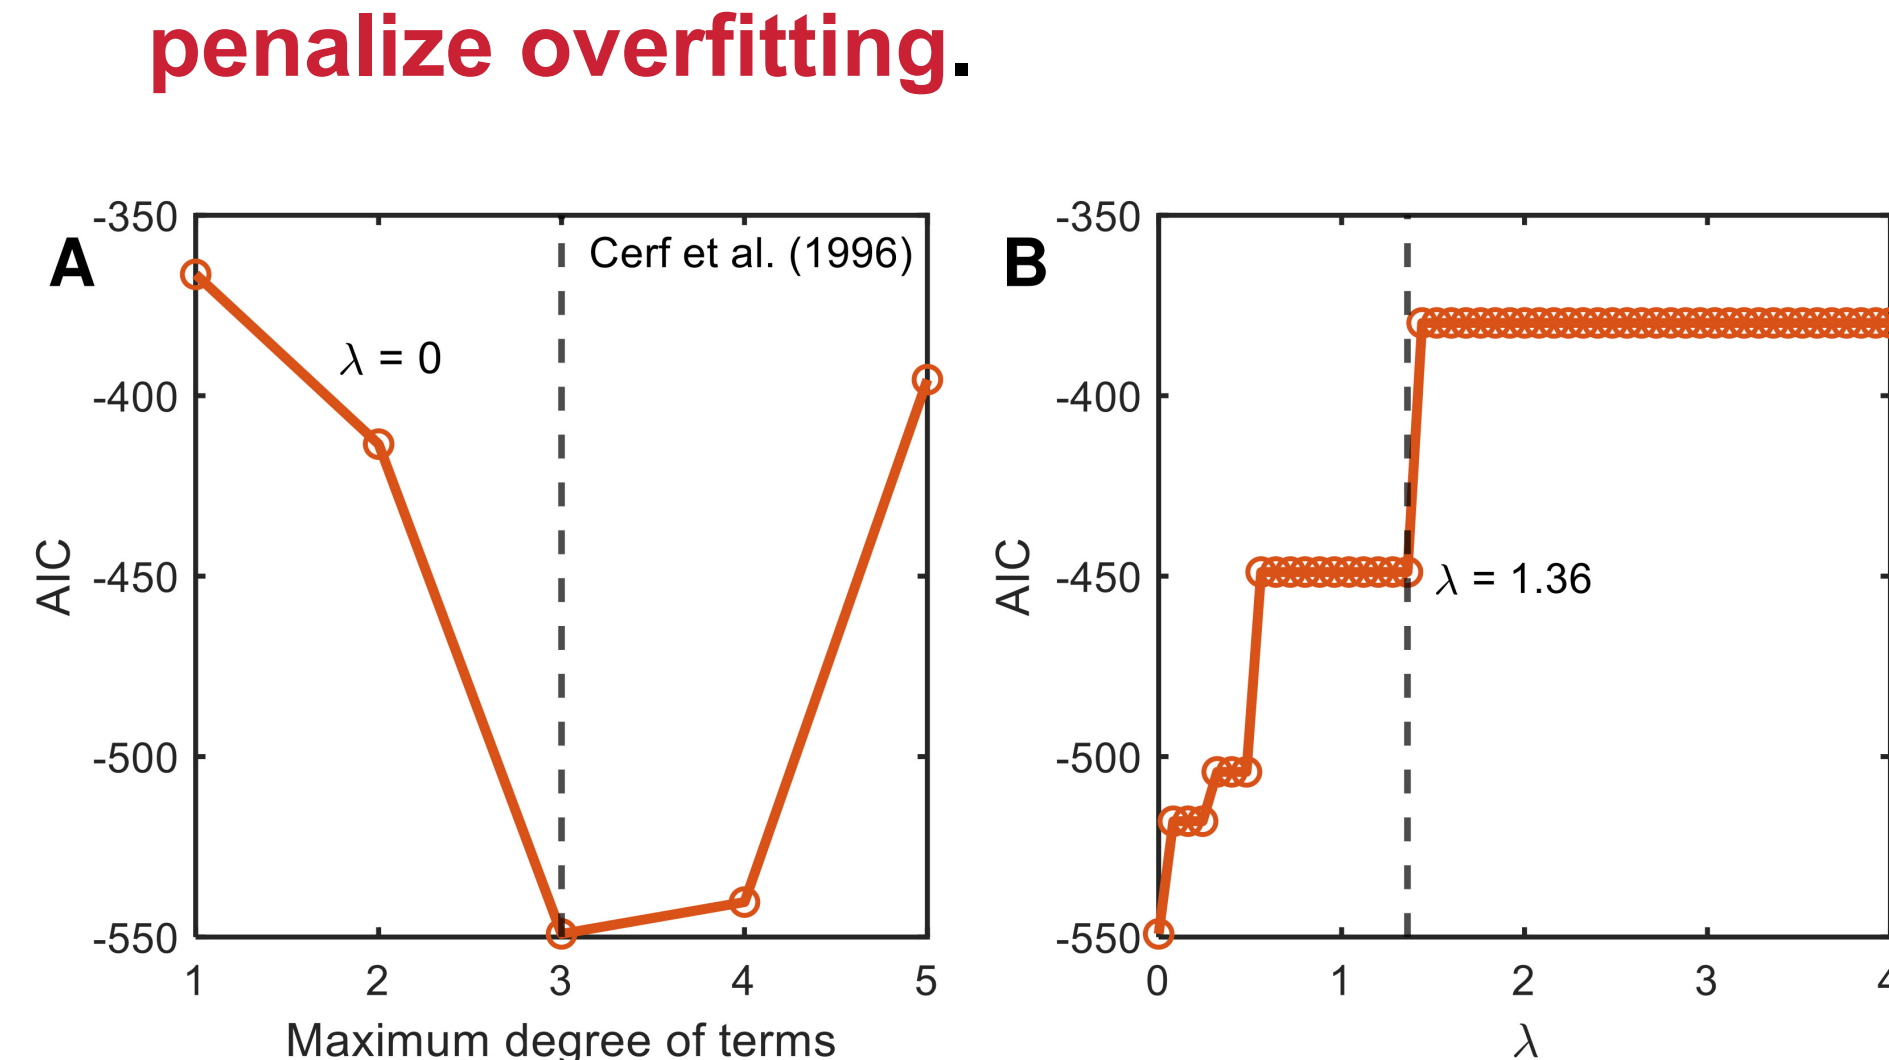 penalize overfitting.
A
-350
-400
-450
-500
-550
AIC
Cerf et al. (1996)
λ = 0
1 2 3 4 5
Maximum degree of terms
B
-350
-400
-450
-500
-550
AIC
λ = 1.36
0 1 2 3 4
λ